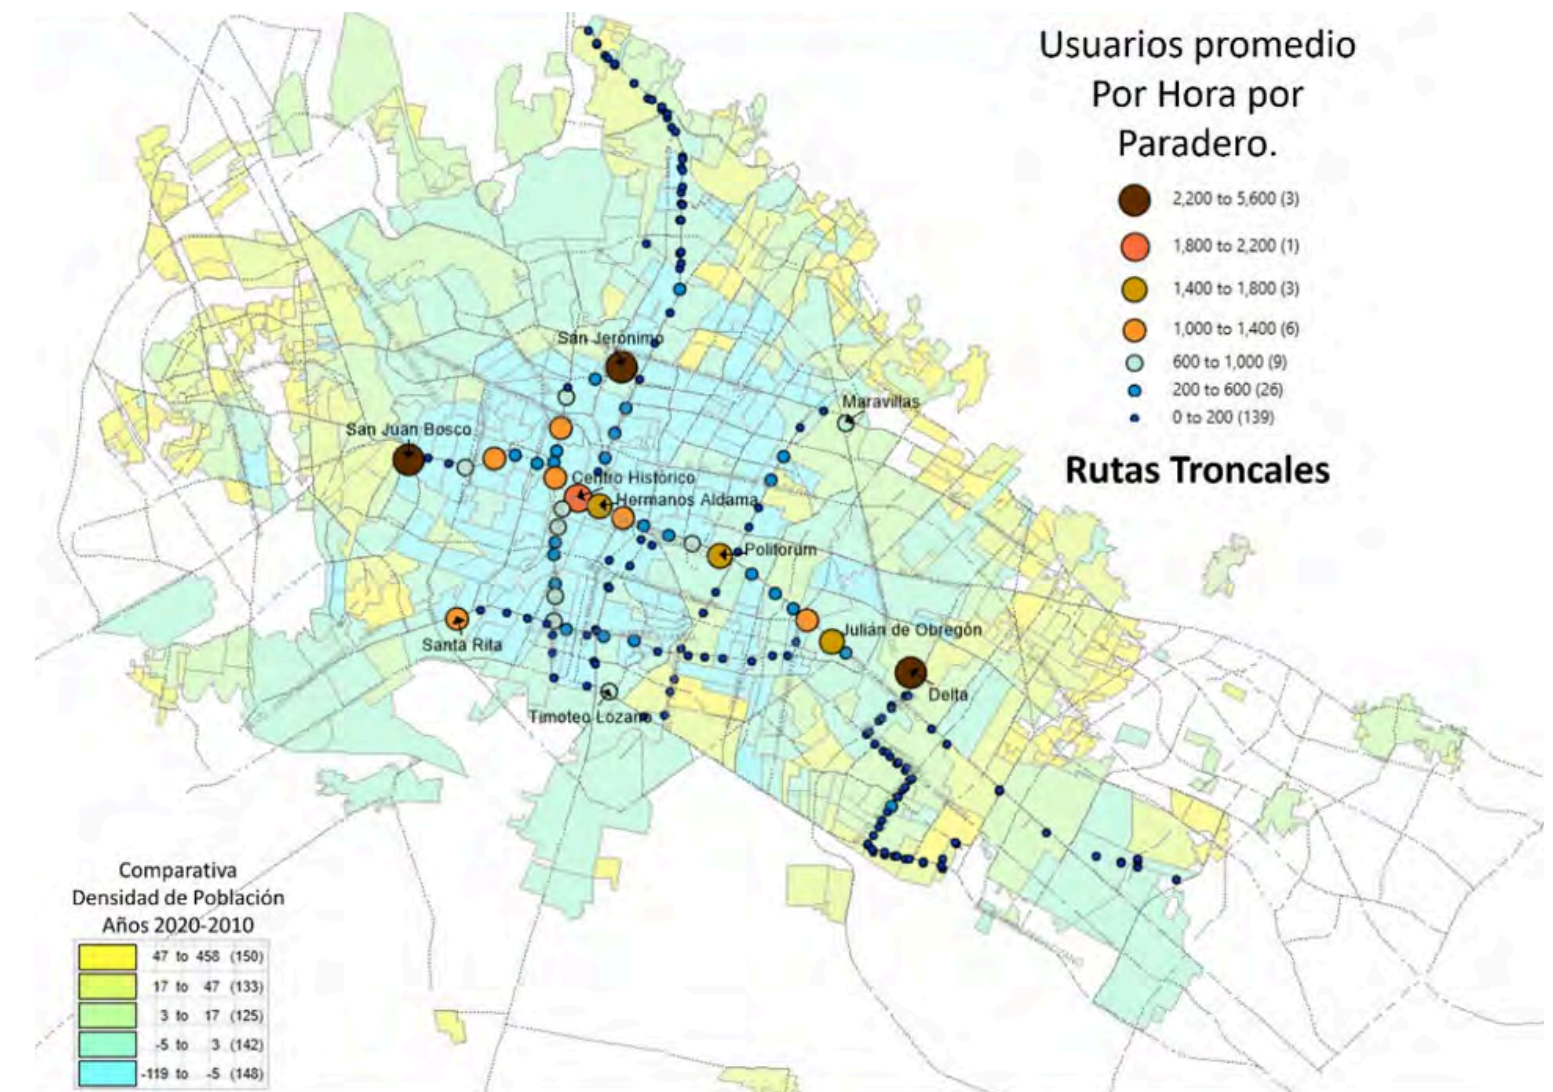 Usuarios promedio
Por Hora por
Paradero.
2,200 to 5,600 (3)
1,800 to 2,200 (1)
1,400 to 1,800 (3)
1,000 to 1,400 (6)
600 to 1,000 (9)
200 to 600 (26)
0 to 200 (139)
Rutas Troncales
San Jerónimo
Maravillas
San Juan Bosco
Centro Histórico
Hermanos Aldama
Poliforum
Julián de Obregón
Santa Rita
Delta
Timoteo Lozano
Comparativa
Densidad de Población
Años 2020-2010
47 to 458 (150)
17 to 47 (133)
3 to 17 (125)
-5 to 3 (142)
-119 to -5 (148)